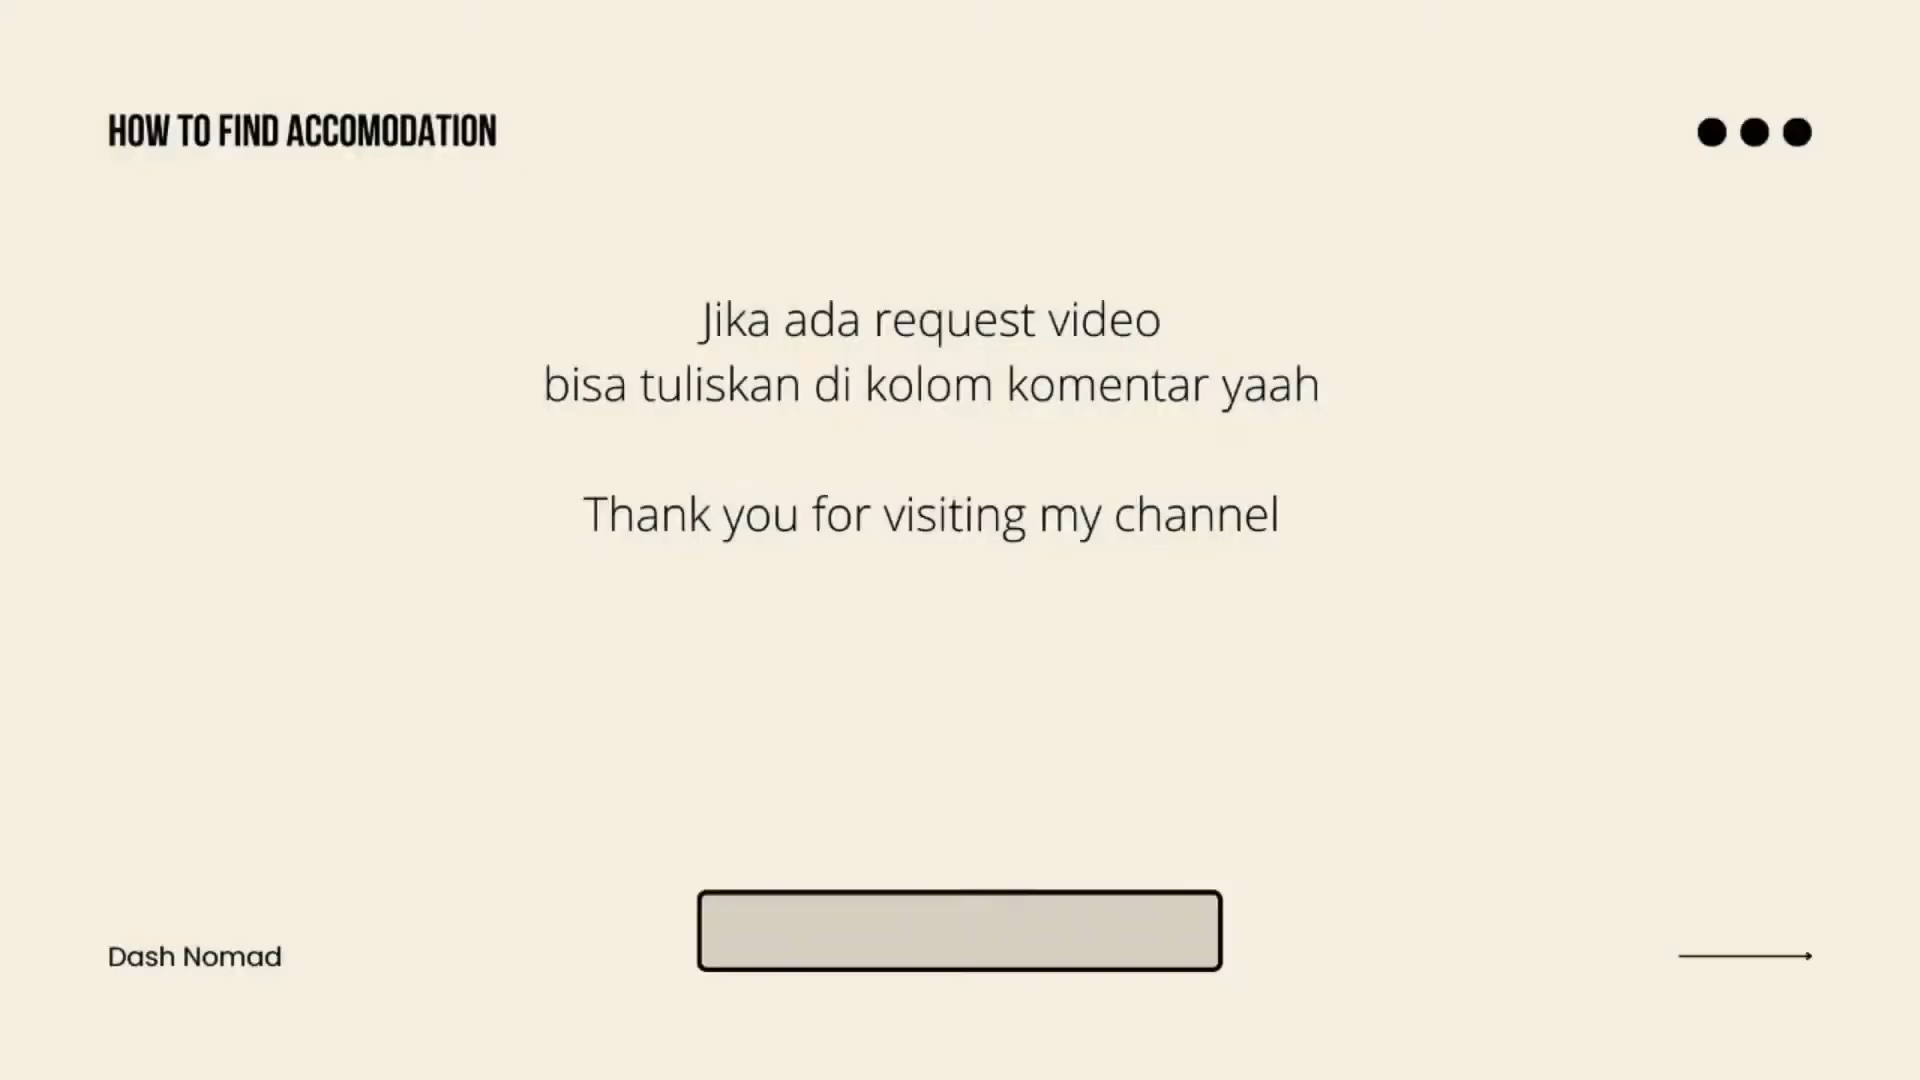 HOW TO FIND ACCOMODATION
Jika ada request video
bisa tuliskan di kolom komentar yaah
Thank you for visiting my channel
Dash Nomad